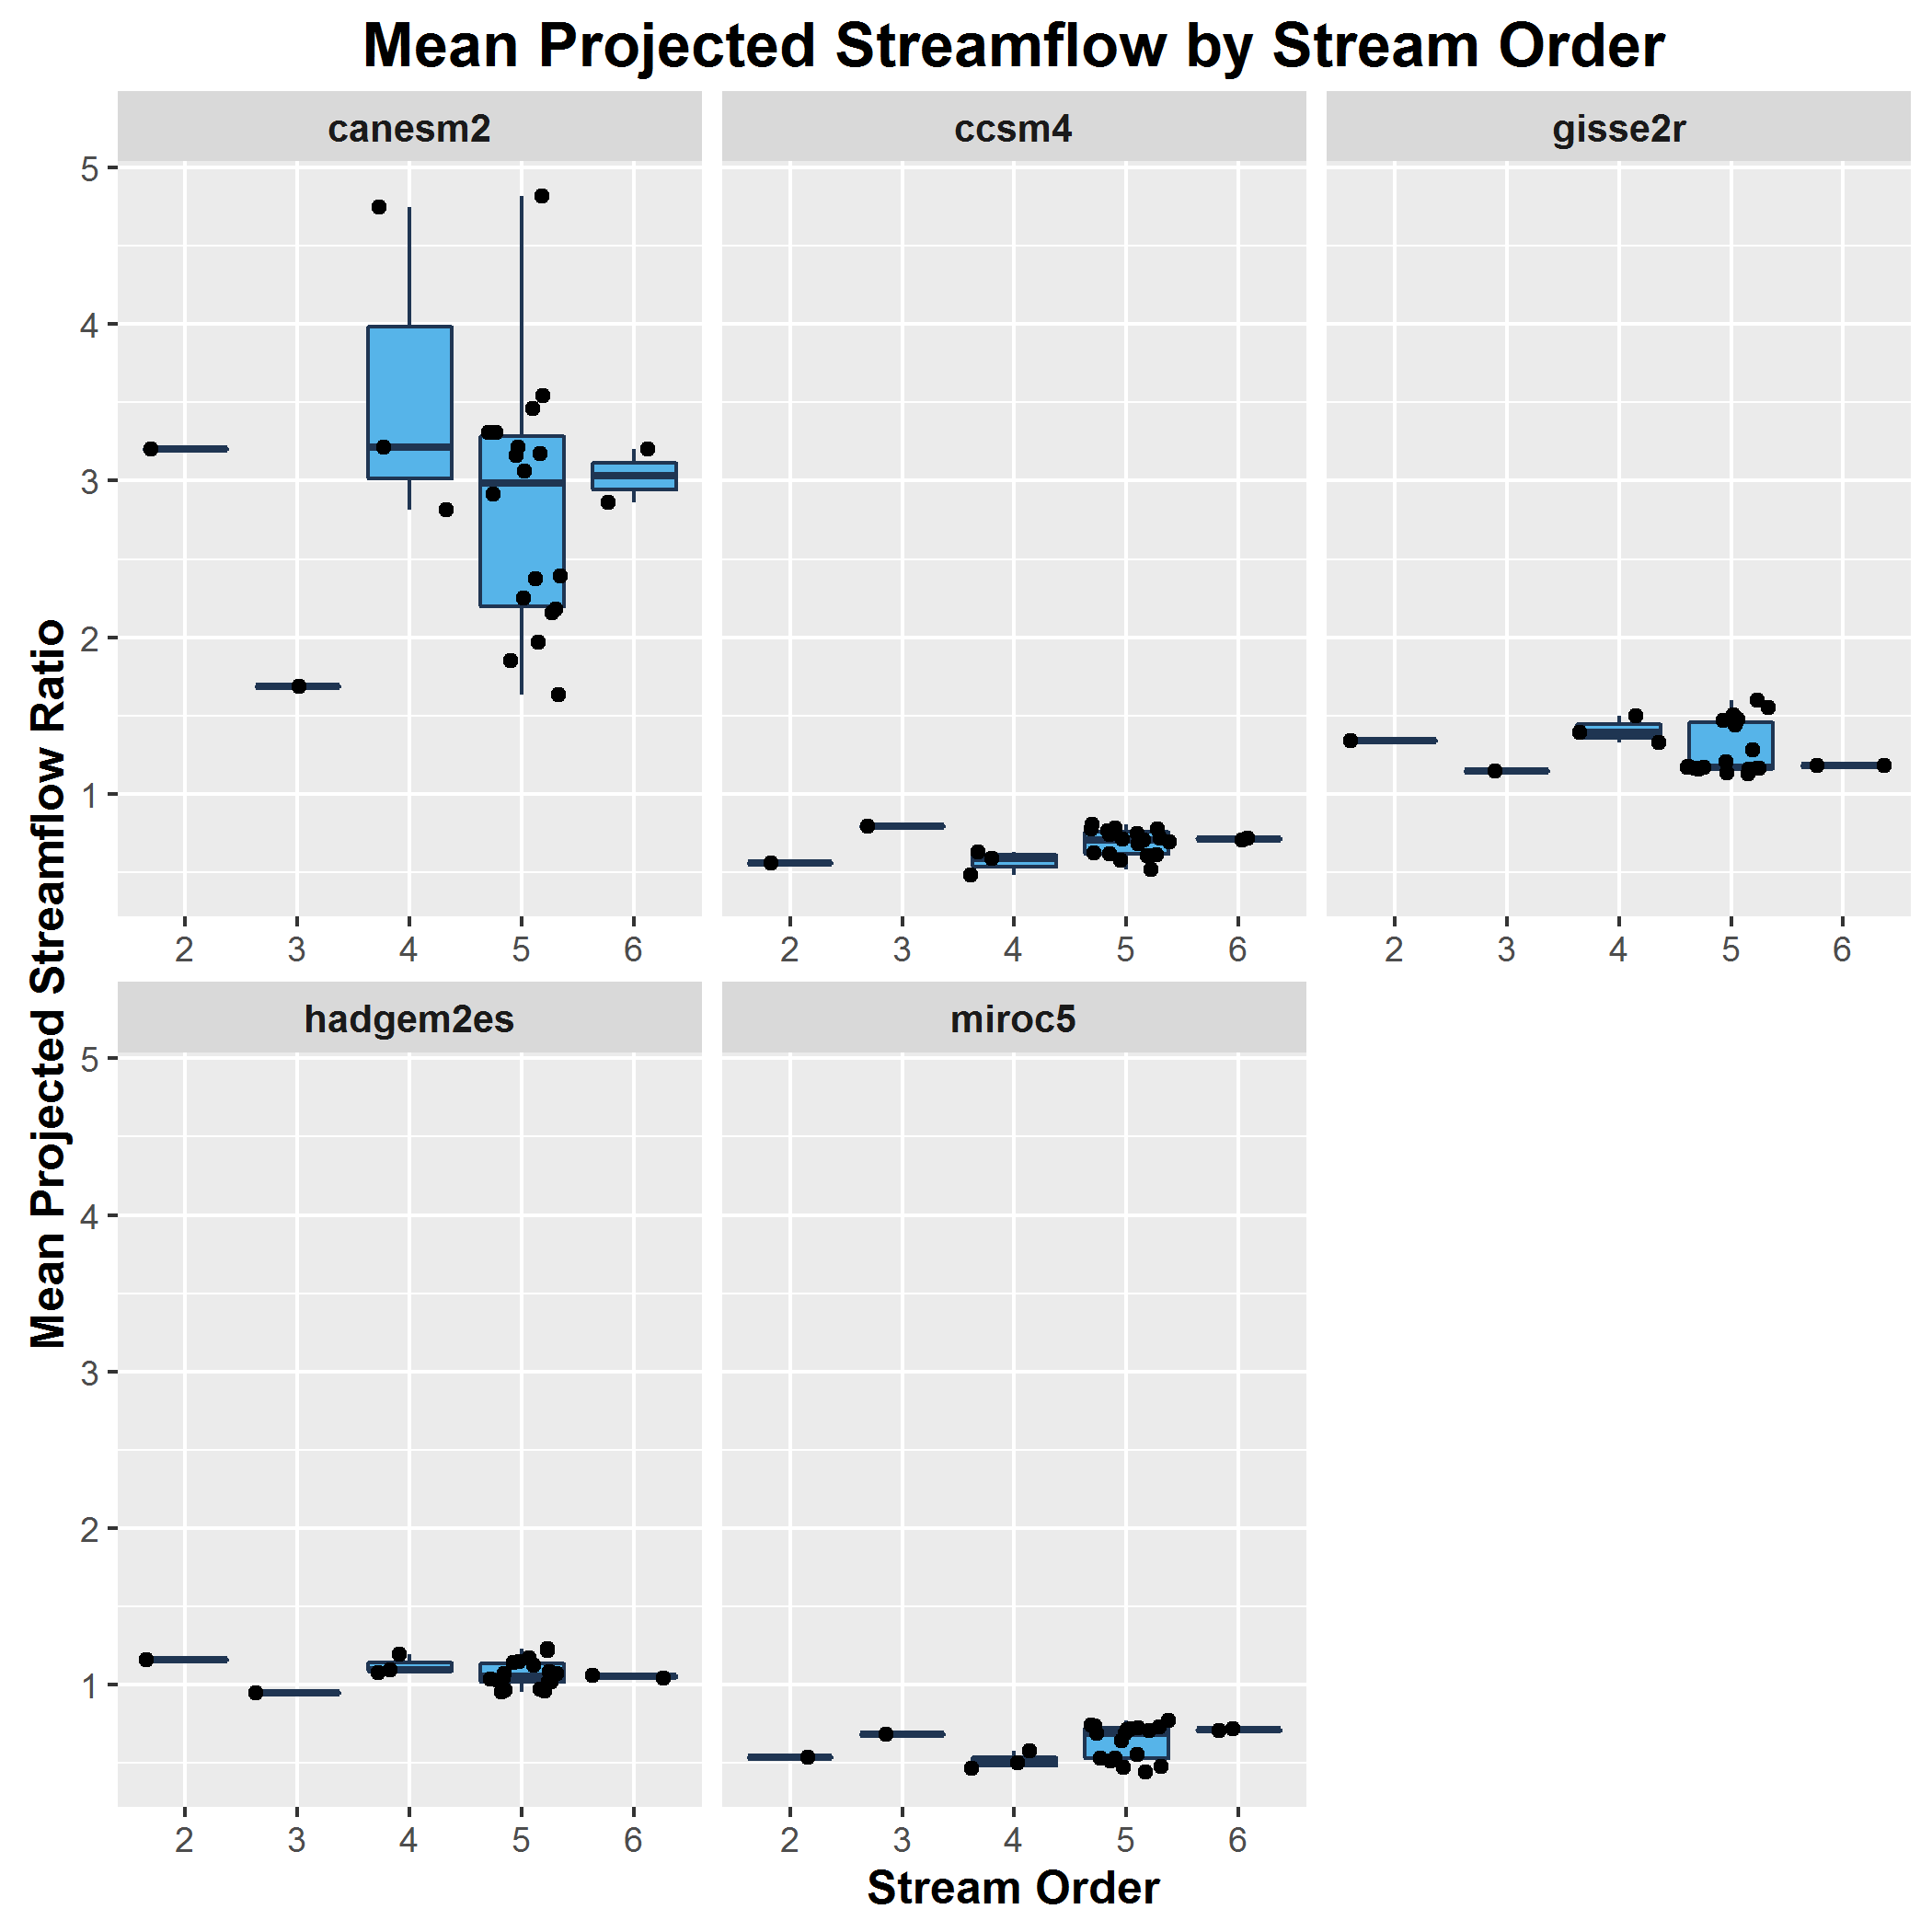 Mean Projected Streamflow by Stream Order
canesm2
ccsm4
gisse2r
5
4
3
2
1
2 3 4 5 6
2 3 4 5 6
2 3 4 5 6
Mean Projected Streamflow Ratio
hadgem2es
miroc5
5
4
3
2
1
2 3 4 5 6
2 3 4 5 6
Stream Order